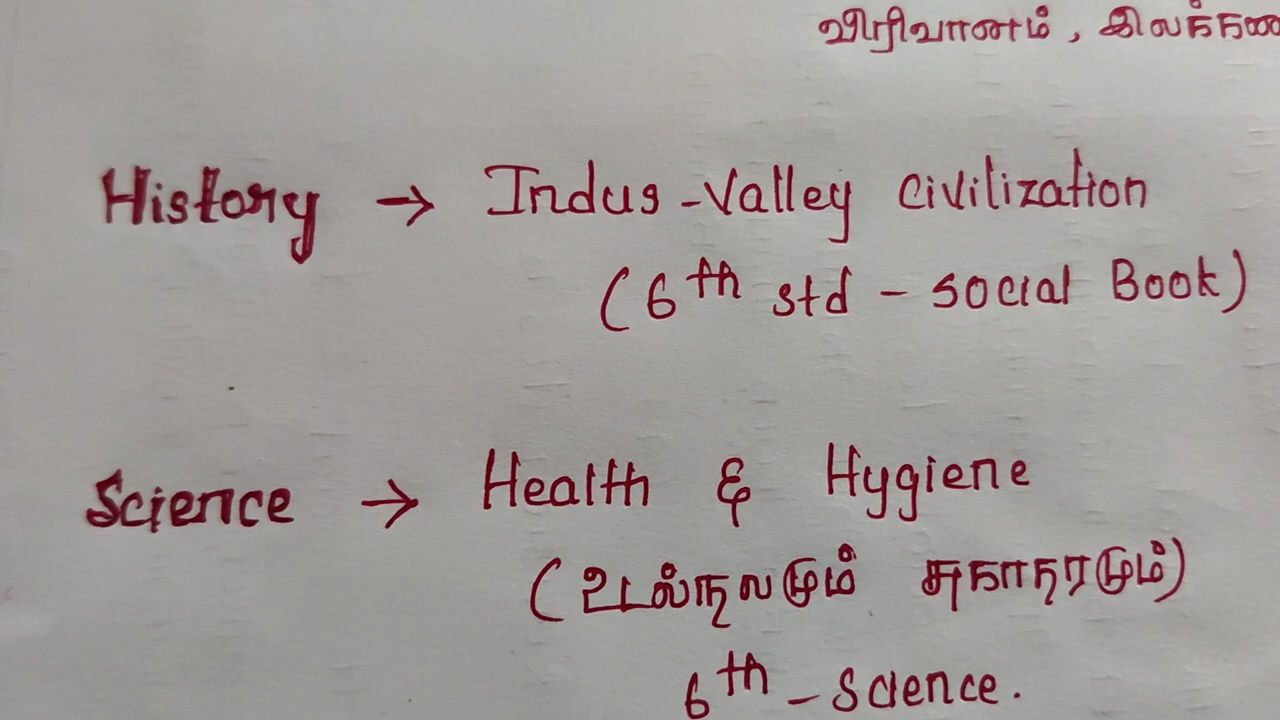 விரிவானம், இலக்கண
History → Indus-Valley Civilization
(6th std - Social Book)
Science → Health & Hygiene
(உடல்நலமும் சுகாதாரமும்)
6th - Science.